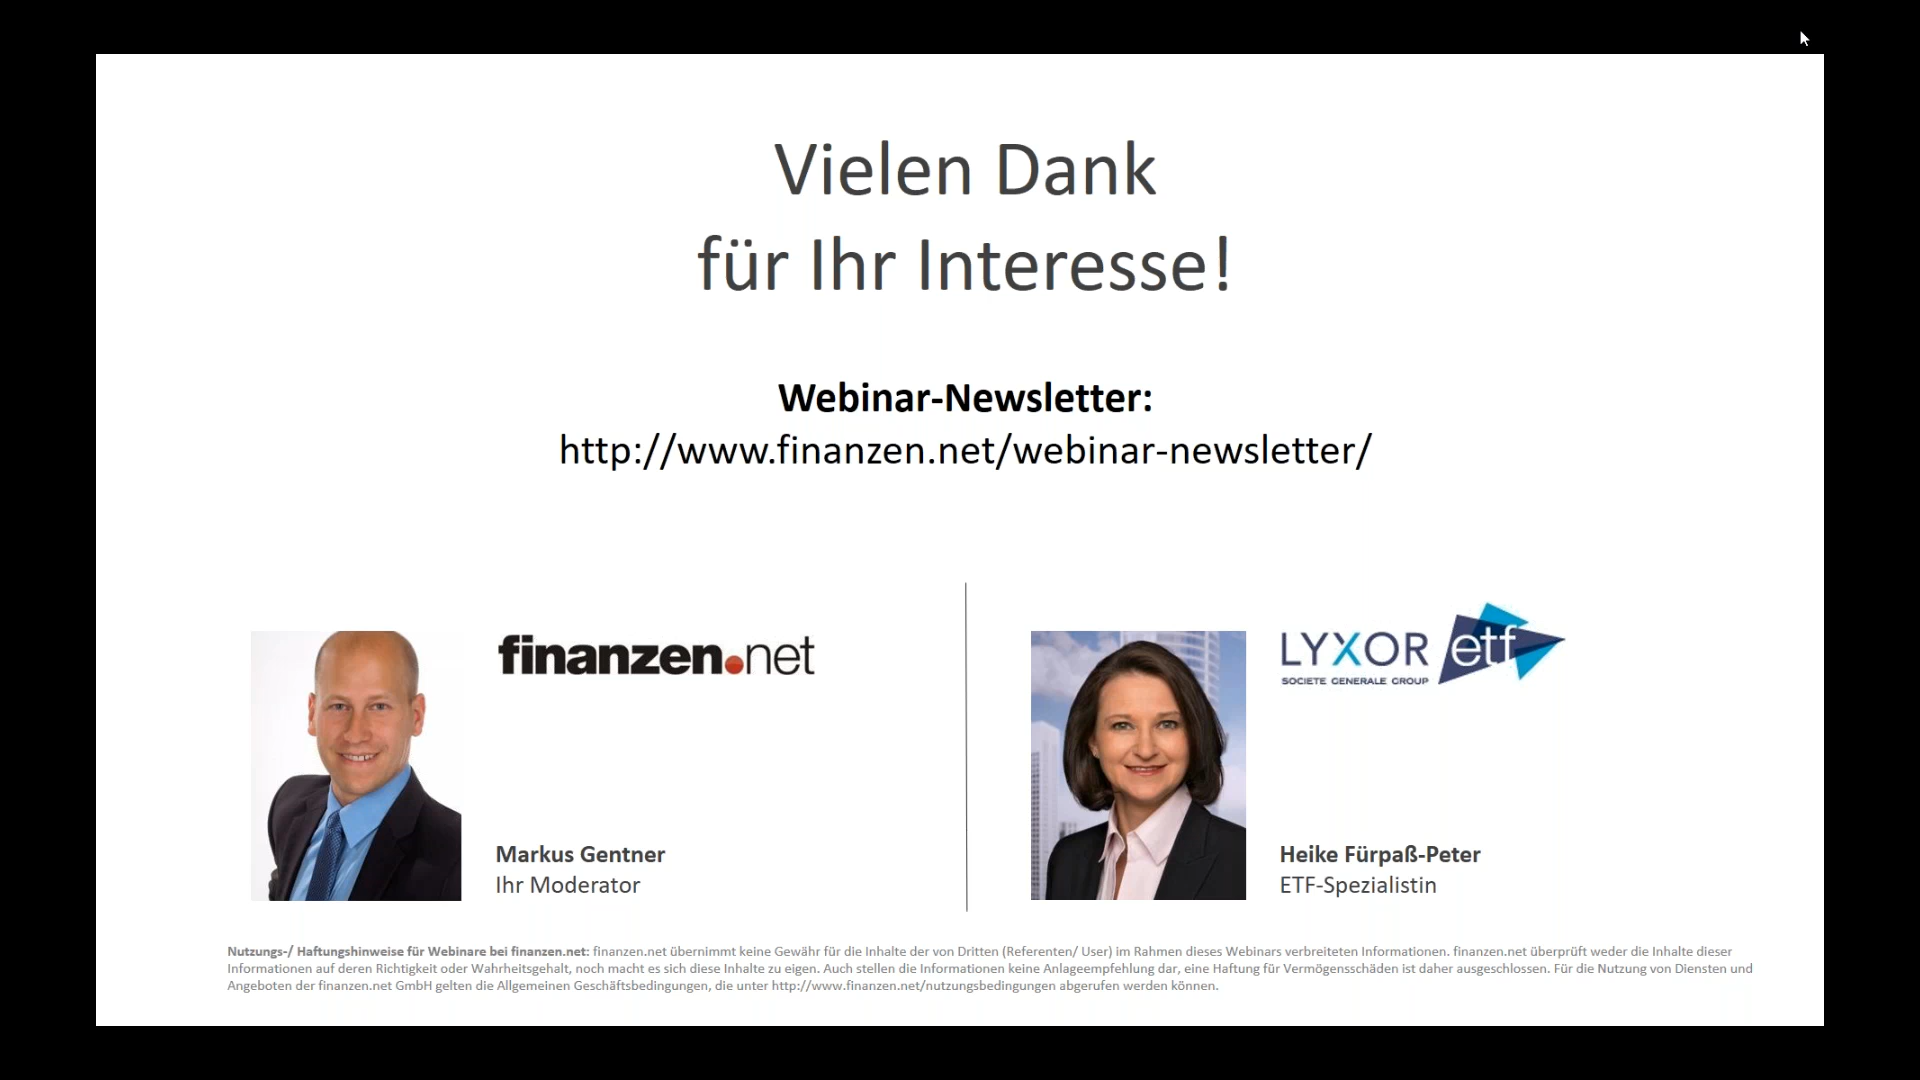 Vielen Dank
für Ihr Interesse!
Webinar-Newsletter:
http://www.finanzen.net/webinar-newsletter/
finanzen.net
Markus Gentner
Ihr Moderator
LYXOR etf
SOCIETE GENERALE GROUP
Heike Fürpaß-Peter
ETF-Spezialistin
Nutzungs-/ Haftungshinweise für Webinare bei finanzen.net: finanzen.net übernimmt keine Gewähr für die Inhalte der von Dritten (Referenten/ User) im Rahmen dieses Webinars verbreiteten Informationen. finanzen.net überprüft weder die Inhalte dieser
Informationen auf deren Richtigkeit oder Wahrheitsgehalt, noch macht es sich diese Inhalte zu eigen. Auch stellen die Informationen keine Anlageempfehlung dar, eine Haftung für Vermögensschäden ist daher ausgeschlossen. Für die Nutzung von Diensten und
Angeboten der finanzen.net GmbH gelten die Allgemeinen Geschäftsbedingungen, die unter http://www.finanzen.net/nutzungsbedingungen abgerufen werden können.